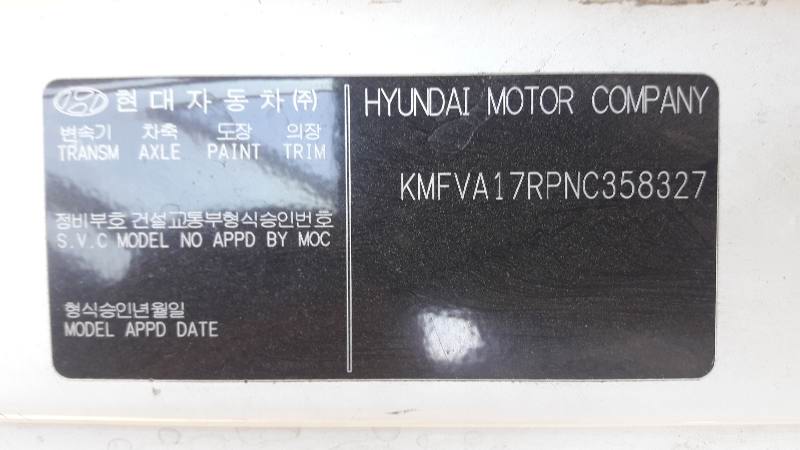 현대자동차(주)
변속기 차축 도장 의장
TRANSM AXLE PAINT TRIM
정비부호 건설교통부형식승인번호
S.V.C MODEL NO APPD BY MOC
형식승인년월일
MODEL APPD DATE
HYUNDAI MOTOR COMPANY
KMFVA17RPNC358327